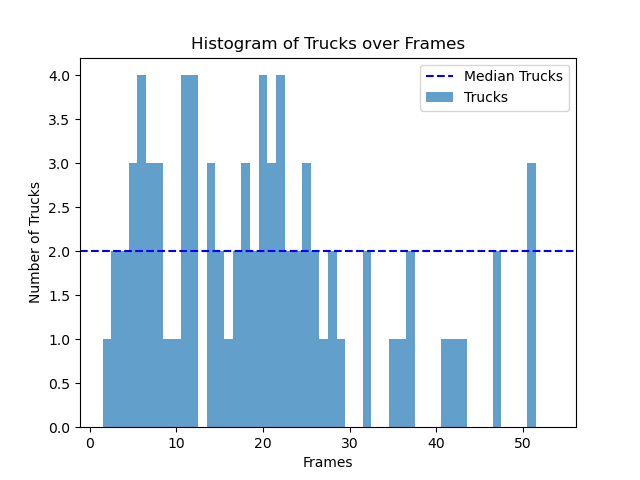 Histogram of Trucks over Frames
Median Trucks
Trucks
4.0
3.5
3.0
2.5
2.0
1.5
1.0
0.5
0.0
Number of Trucks
0 10 20 30 40 50
Frames